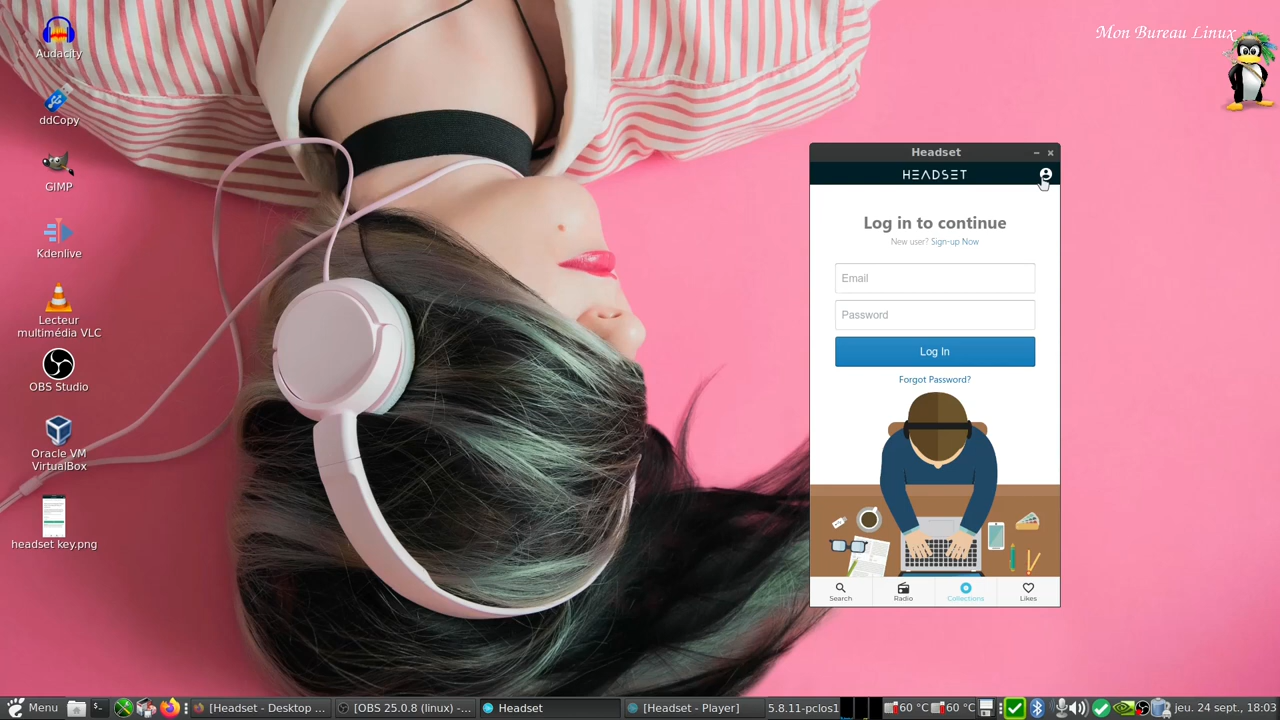 Mon Bureau Linux
Audacity
ddCopy
GIMP
Kdenlive
Lecteur
multimédia VLC
OBS Studio
Oracle VM
VirtualBox
headset key.png
Headset
HEADSET
Log in to continue
New user? Sign-up Now
Email
Password
Log In
Forgot Password?
Search
Radio
Collections
Likes
Menu
[Headset - Desktop ...
[OBS 25.0.8 (linux) -...
Headset
[Headset - Player]
5.8.11-pclos1
60 °C
60 °C
jeu. 24 sept., 18:03